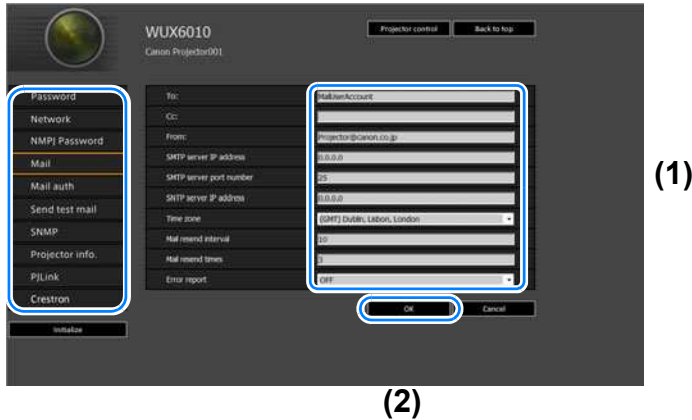 WUX6010
Canon Projector001
Projector control
Back to top
Password
Network
NMPJ Password
Mail
Mail auth
Send test mail
SNMP
Projector info.
PJLink
Crestron
Initialize
To: MailUserAccount
Cc:
From: Projector@canon.co.jp
SMTP server IP address 0.0.0.0
SMTP server port number 25
SNTP server IP address 0.0.0.0
Time zone (GMT) Dublin, Lisbon, London
Mail resend interval 10
Mail resend times
Error report OFF
OK Cancel
(1)
(2)